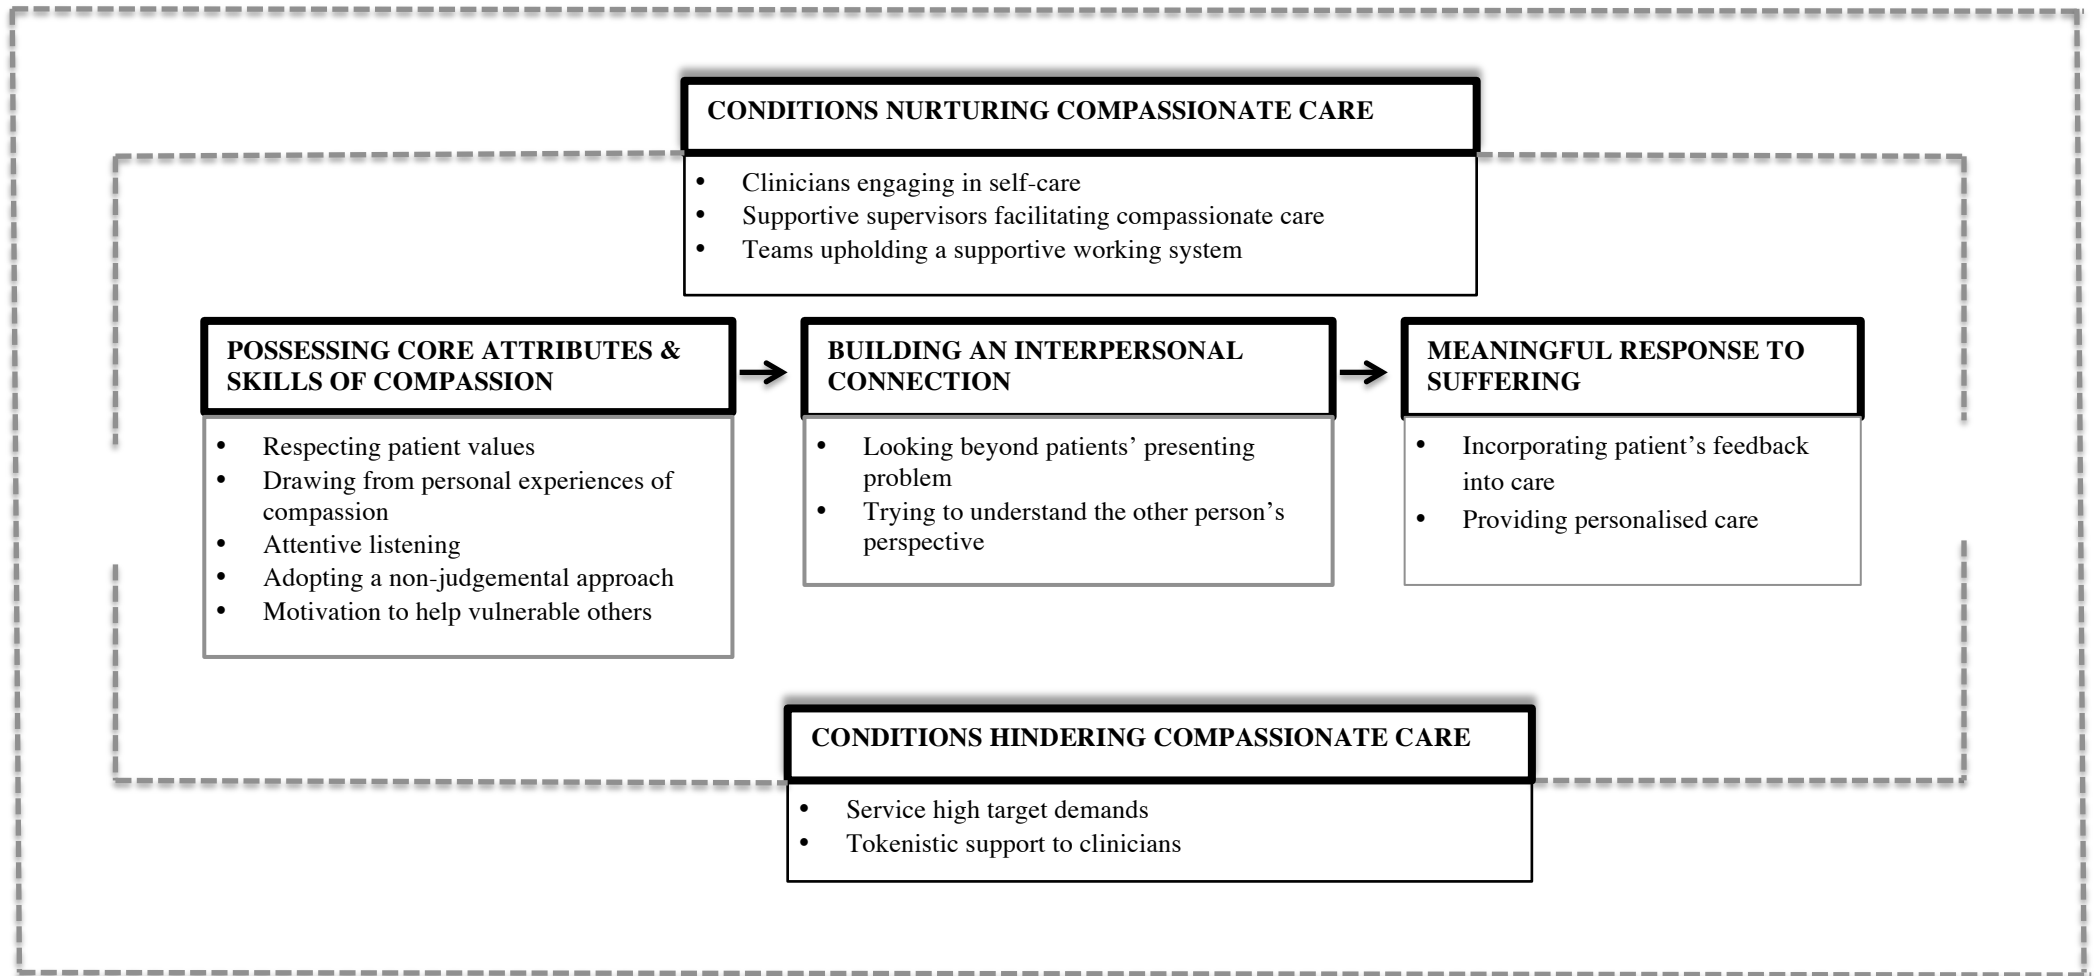 CONDITIONS NURTURING COMPASSIONATE CARE
• Clinicians engaging in self-care
• Supportive supervisors facilitating compassionate care
• Teams upholding a supportive working system
POSSESSING CORE ATTRIBUTES &
SKILLS OF COMPASSION
• Respecting patient values
• Drawing from personal experiences of
compassion
• Attentive listening
• Adopting a non-judgemental approach
• Motivation to help vulnerable others
BUILDING AN INTERPERSONAL
CONNECTION
• Looking beyond patients’ presenting
problem
• Trying to understand the other person’s
perspective
MEANINGFUL RESPONSE TO
SUFFERING
• Incorporating patient’s feedback
into care
• Providing personalised care
CONDITIONS HINDERING COMPASSIONATE CARE
• Service high target demands
• Tokenistic support to clinicians